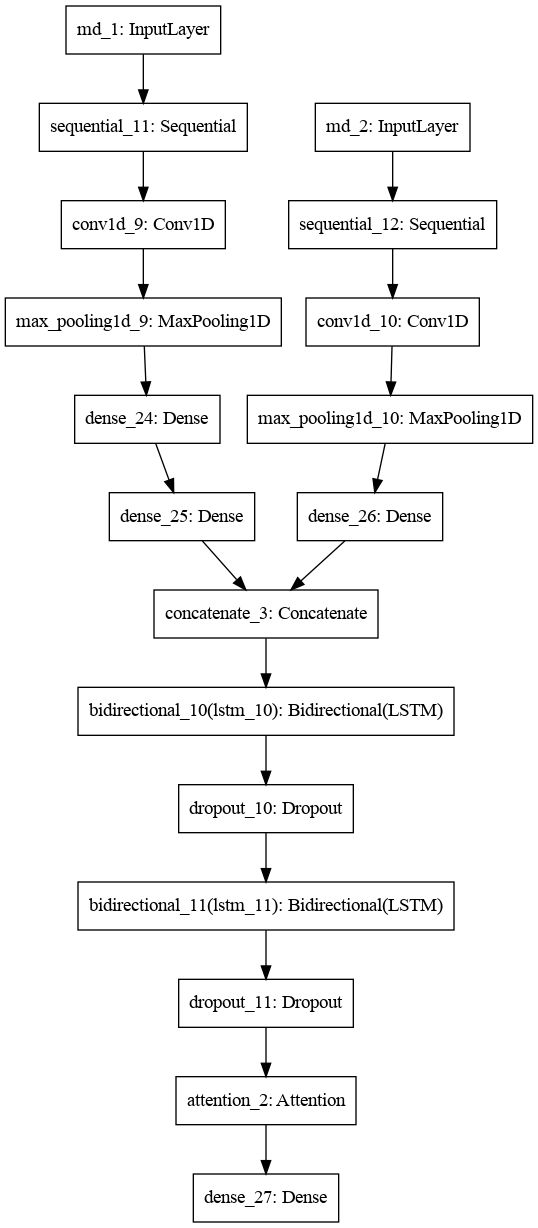 md_1: InputLayer
sequential_11: Sequential
md_2: InputLayer
conv1d_9: Conv1D
sequential_12: Sequential
max_pooling1d_9: MaxPooling1D
conv1d_10: Conv1D
dense_24: Dense
max_pooling1d_10: MaxPooling1D
dense_25: Dense
dense_26: Dense
concatenate_3: Concatenate
bidirectional_10(lstm_10): Bidirectional(LSTM)
dropout_10: Dropout
bidirectional_11(lstm_11): Bidirectional(LSTM)
dropout_11: Dropout
attention_2: Attention
dense_27: Dense